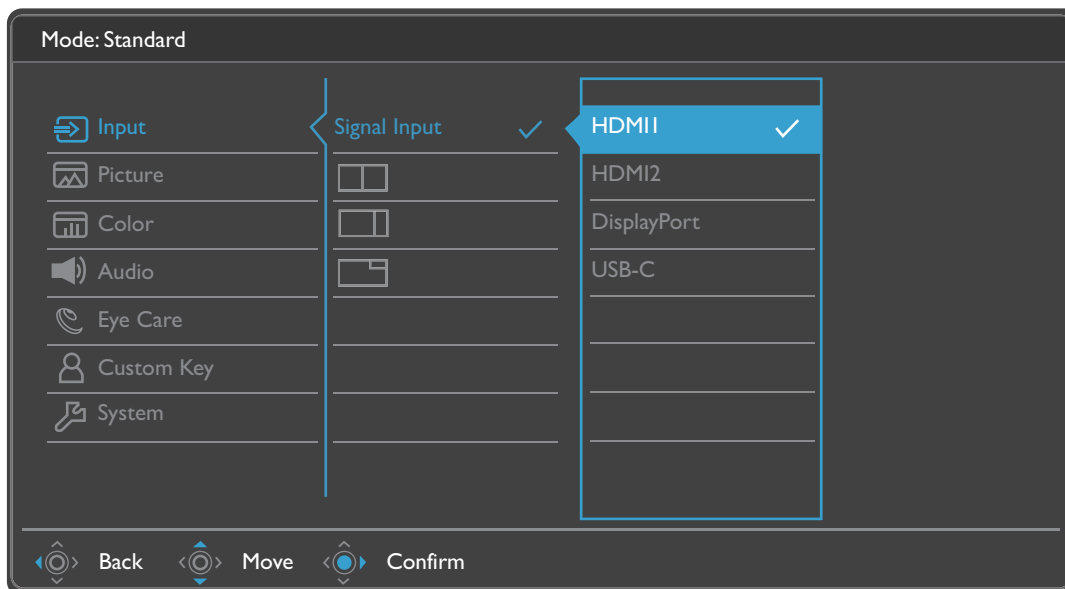 Mode: Standard
Input
Signal Input
HDMI1
Picture
HDMI2
Color
DisplayPort
Audio
USB-C
Eye Care
Custom Key
System
Back
Move
Confirm